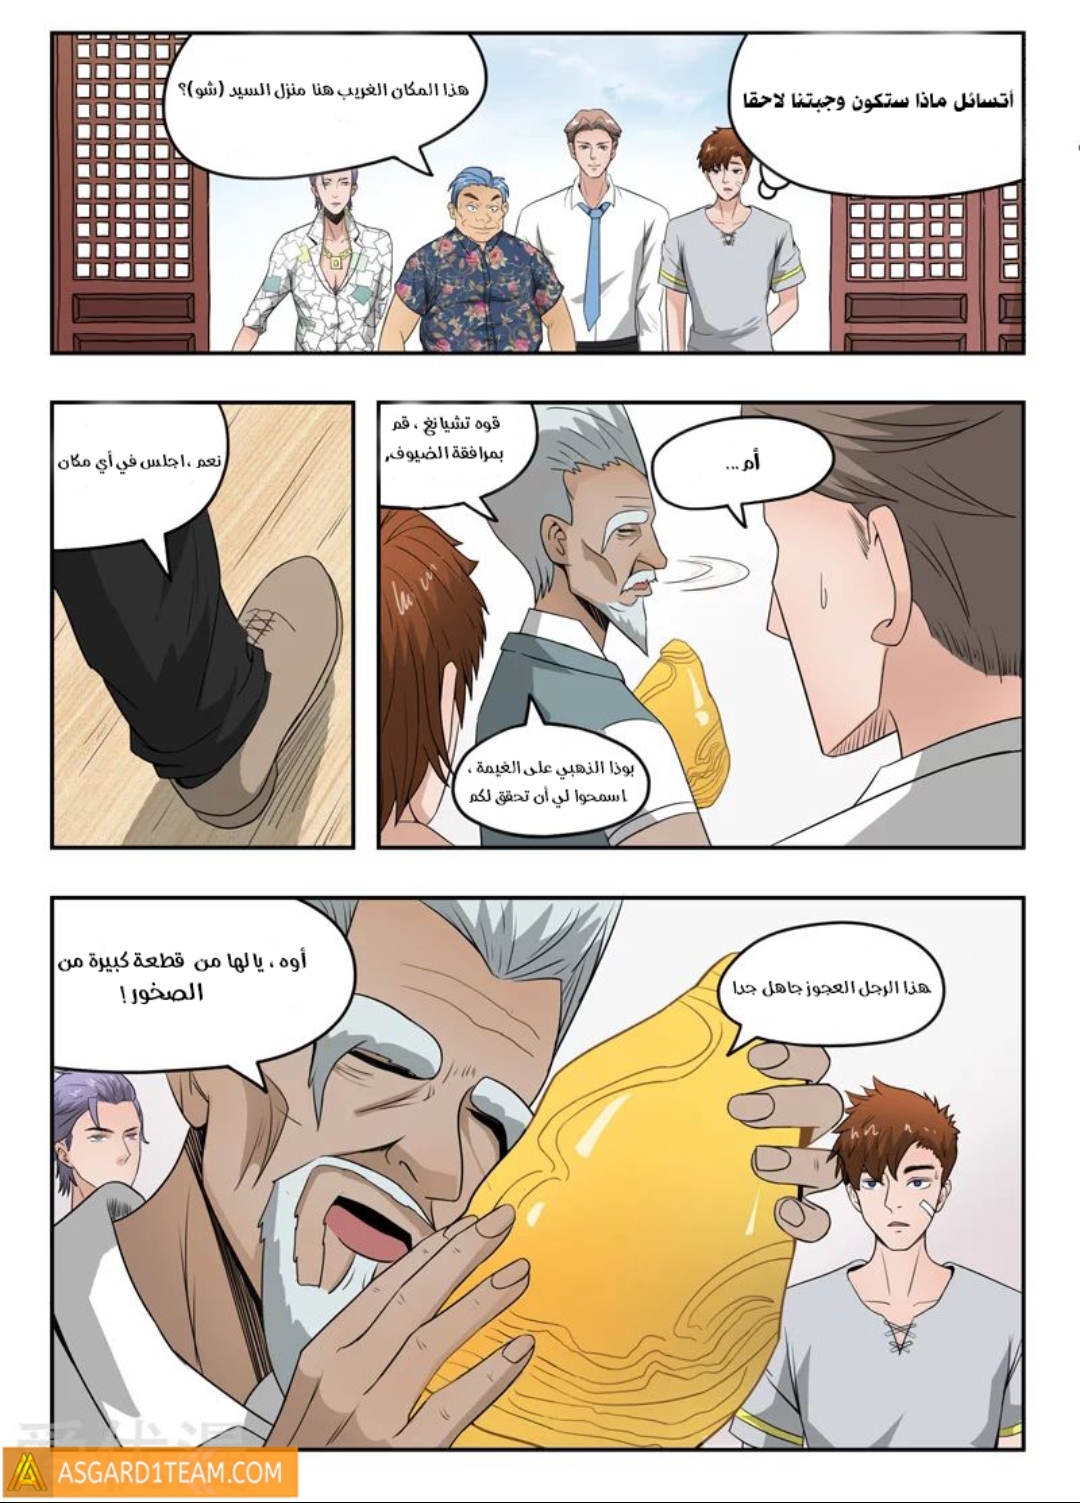 أتسائل ماذا ستكون وجبتنا لاحقا
هذا المكان الغريب هنا منزل السيد (شو)؟
أم ...
قوه تشيانغ ، قم
بمرافقة الضيوف,
بوذا الذهبي على الغيمة ،
اسمحوا لي أن تحقق لكم
نعم ، اجلس في أي مكان
هذا الرجل العجوز جاهل جدا
أوه ، يالها من قطعة كبيرة من
الصخور !
ASGARD1TEAM.COM